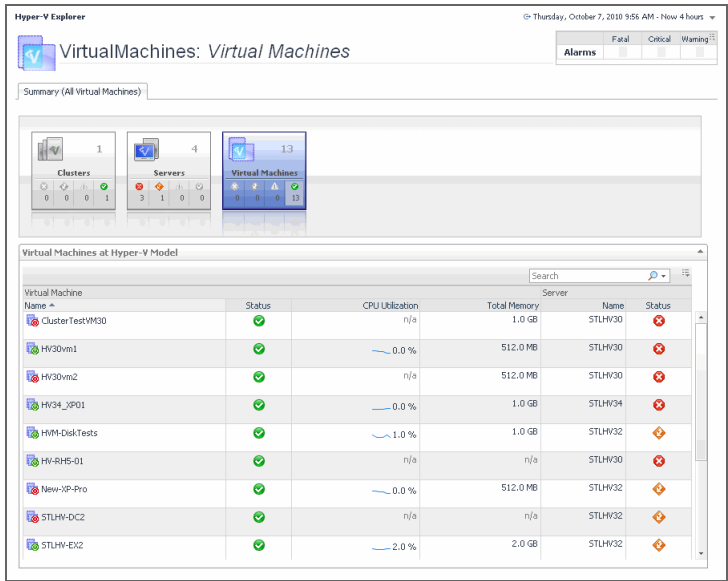 Hyper-V Explorer
Thursday, October 7, 2010 9:56 AM - Now 4 hours
VirtualMachines: Virtual Machines
Fatal Critical Warning
Alarms
Summary (All Virtual Machines)
1 4 13
Clusters Servers Virtual Machines
0 0 0 1 3 1 0 0 0 0 0 13
Virtual Machines at Hyper-V Model
Search
Virtual Machine Server
Name Status CPU Utilization Total Memory Name Status
ClusterTestVM30 n/a 1.0 GB STLHV30
HV30vm1 0.0 % 512.0 MB STLHV30
HV30vm2 n/a 512.0 MB STLHV30
HV34_XP01 0.0 % 1.0 GB STLHV34
HVM-DiskTests 1.0 % 1.0 GB STLHV32
HV-RHS-01 n/a n/a STLHV30
New-XP-Pro 0.0 % 512.0 MB STLHV32
STLHV-DC2 n/a n/a STLHV32
STLHV-EX2 2.0 % 2.0 GB STLHV32